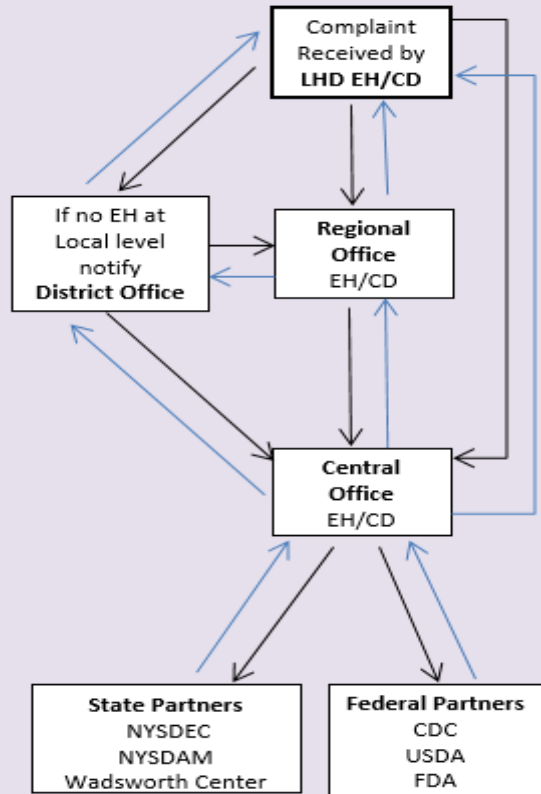 Complaint
Received by
LHD EH/CD
If no EH at
Local level
notify
District Office
Regional
Office
EH/CD
Central
Office
EH/CD
State Partners
NYSDEC
NYSDAM
Wadsworth Center
Federal Partners
CDC
USDA
FDA